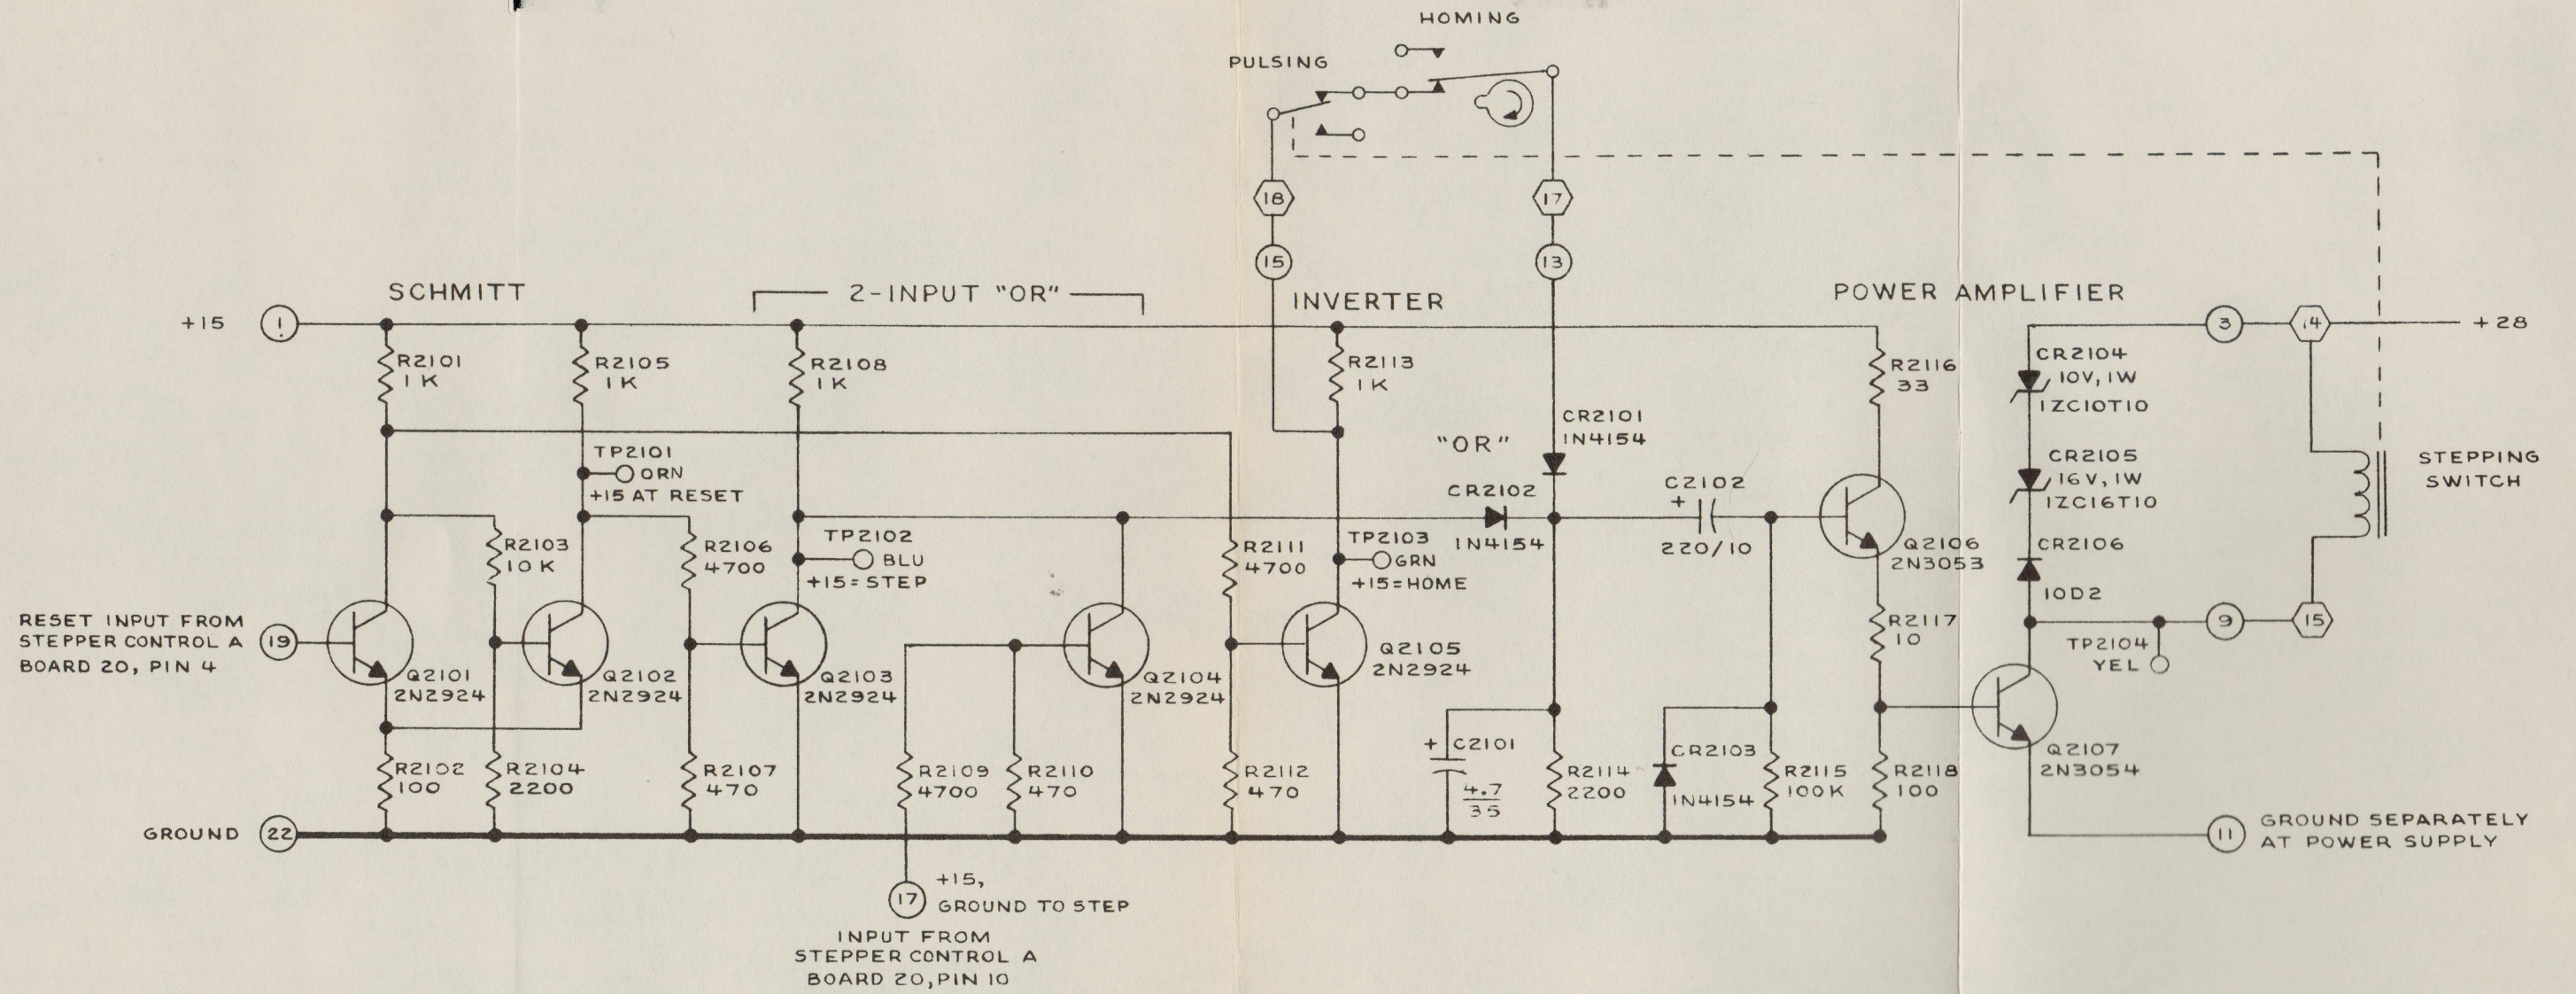 HOMING
PULSING
18
17
15
13
SCHMITT
2-INPUT "OR"
INVERTER
POWER AMPLIFIER
+15
1
3
14
+28
R2101
1K
R2105
1K
R2108
1K
R2113
1K
R2116
33
CR2104
10V, 1W
1ZC10T10
CR2101
1N4154
"OR"
TP2101
ORN
+15 AT RESET
CR2105
16V, 1W
1ZC16T10
STEPPING
SWITCH
CR2102
1N4154
C2102
+
220/10
R2103
10K
R2106
4700
TP2102
BLU
+15=STEP
R2111
4700
TP2103
GRN
+15=HOME
Q2106
2N3053
CR2106
10D2
RESET INPUT FROM
STEPPER CONTROL A
BOARD 20, PIN 4
19
Q2101
2N2924
Q2102
2N2924
Q2103
2N2924
Q2104
2N2924
Q2105
2N2924
R2117
10
9
15
TP2104
YEL
R2102
100
R2104
2200
R2107
470
R2109
4700
R2110
470
R2112
470
+
C2101
4.7
35
R2114
2200
CR2103
1N4154
R2115
100K
R2118
100
Q2107
2N3054
GROUND
22
11
GROUND SEPARATELY
AT POWER SUPPLY
17
+15,
GROUND TO STEP
INPUT FROM
STEPPER CONTROL A
BOARD 20, PIN 10